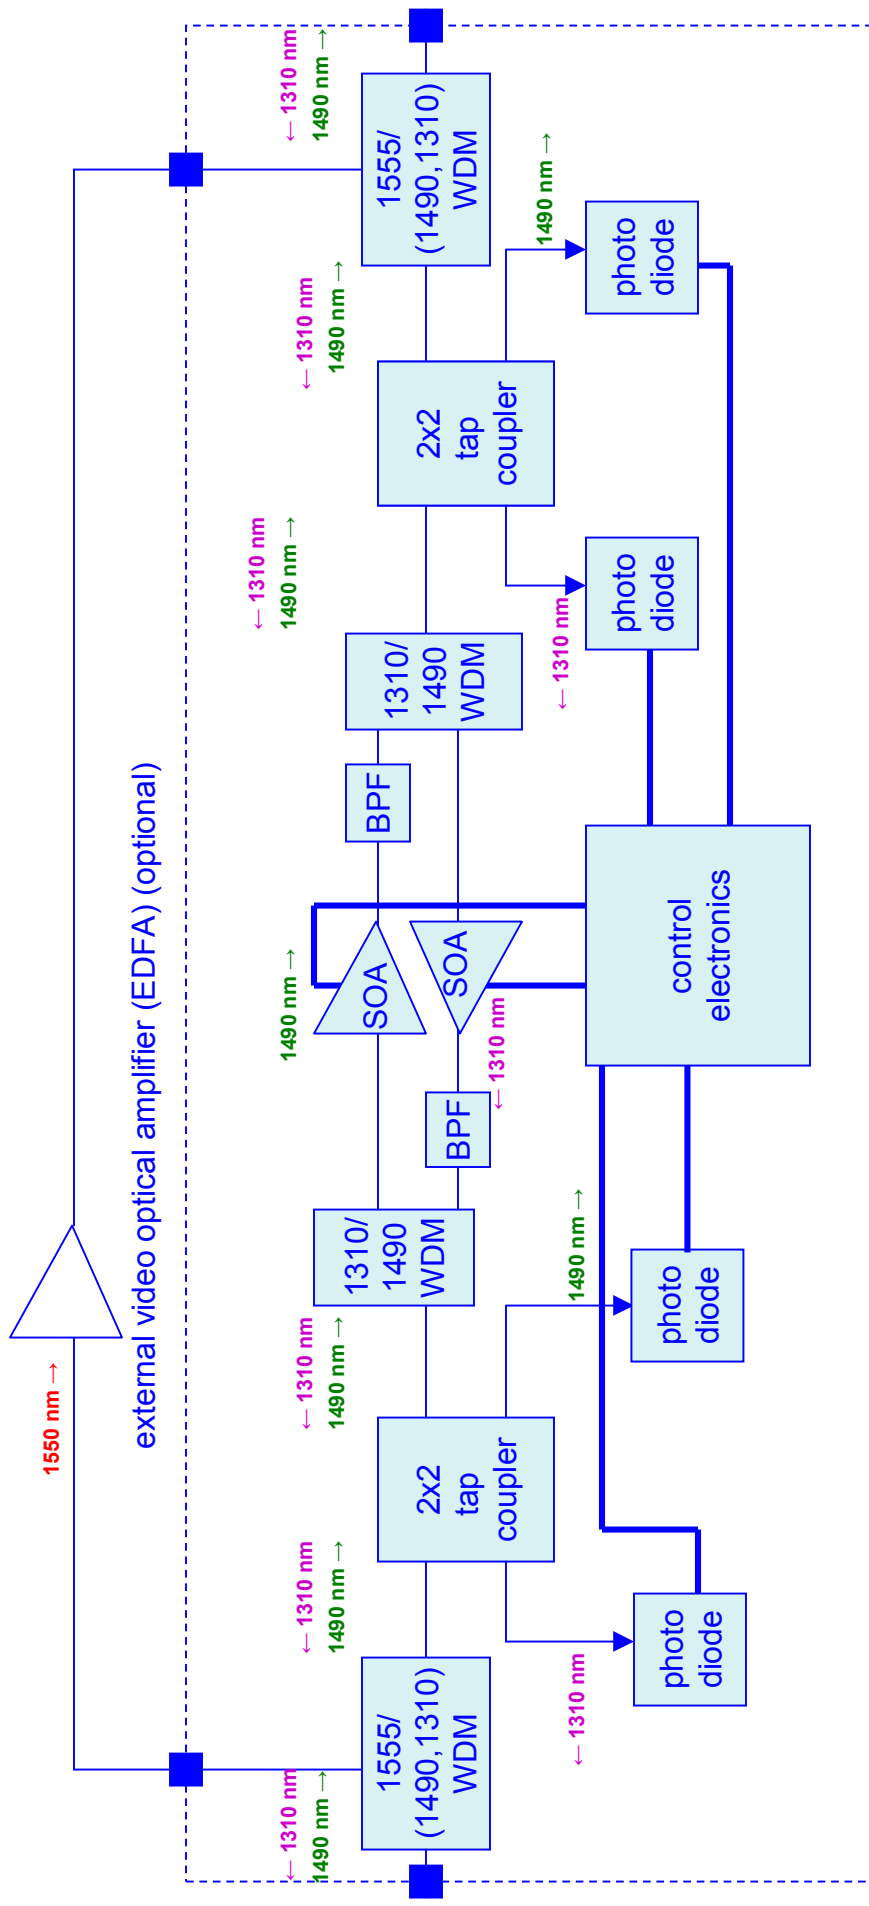 1550 nm →
external video optical amplifier (EDFA) (optional)
← 1310 nm
1490 nm →
1555/
(1490,1310)
WDM
← 1310 nm
1490 nm →
2x2
tap
coupler
← 1310 nm
1490 nm →
1310/
1490
WDM
BPF
← 1310 nm
1490 nm →
SOA
SOA
BPF
1310/
1490
WDM
← 1310 nm
1490 nm →
2x2
tap
coupler
← 1310 nm
1490 nm →
1555/
(1490,1310)
WDM
← 1310 nm
1490 nm →
← 1310 nm
photo
diode
1490 nm →
photo
diode
control
electronics
← 1310 nm
photo
diode
1490 nm →
photo
diode